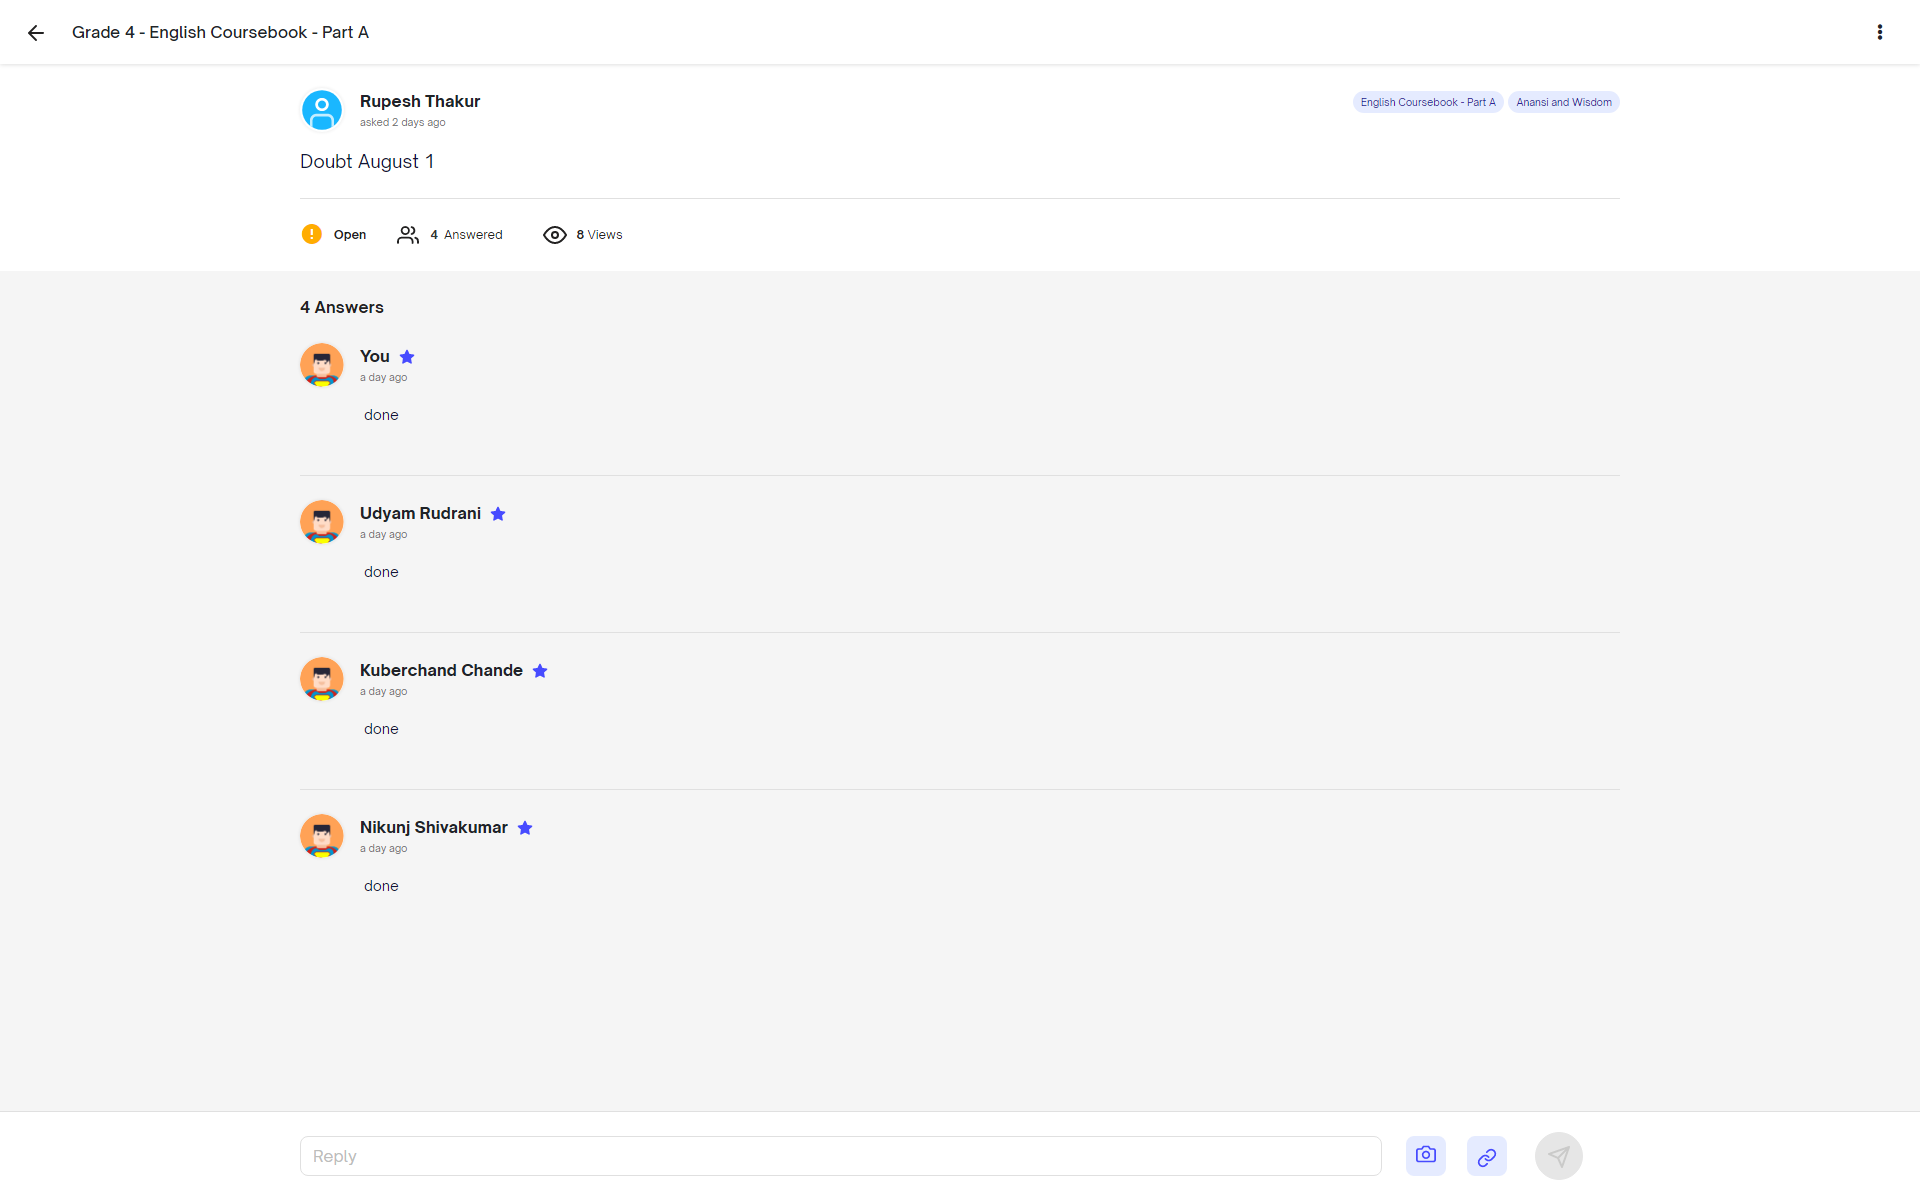 Grade 4 - English Coursebook - Part A
Rupesh Thakur
asked 2 days ago
English Coursebook - Part A
Anansi and Wisdom
Doubt August 1
Open
4 Answered
8 Views
4 Answers
You
a day ago
done
Udyam Rudrani
a day ago
done
Kuberchand Chande
a day ago
done
Nikunj Shivakumar
a day ago
done
Reply